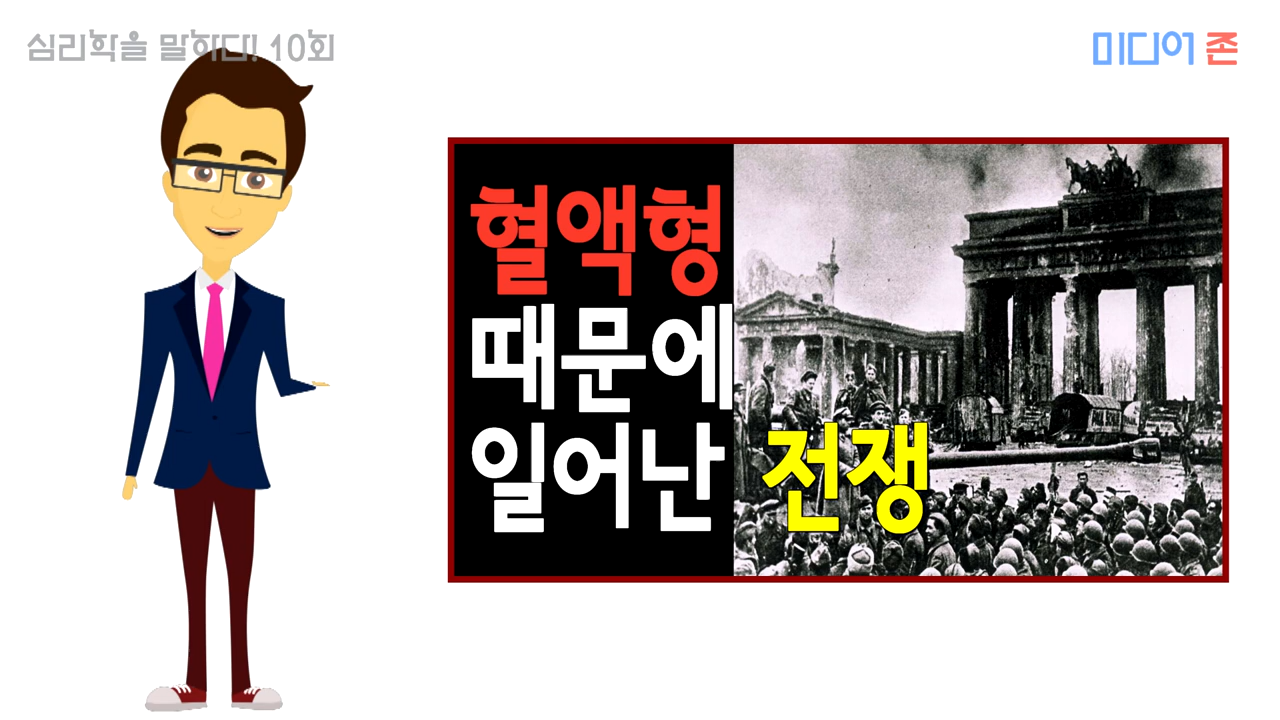 심리학을 말하다! 10회
미디어 존
혈액형
때문에
일어난 전쟁